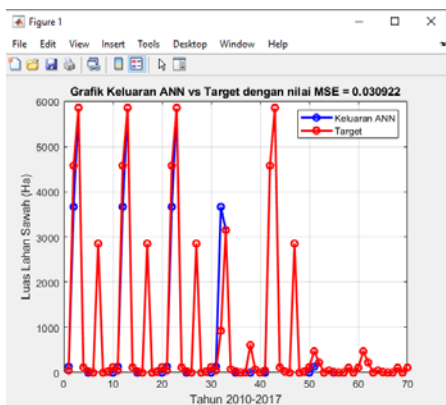 Figure 1
File Edit View Insert Tools Desktop Window Help
Grafik Keluaran ANN vs Target dengan nilai MSE = 0.030922
Keluaran ANN
Target
Luas Lahan Sawah (Ha)
6000
5000
4000
3000
2000
1000
0
0 10 20 30 40 50 60 70
Tahun 2010-2017